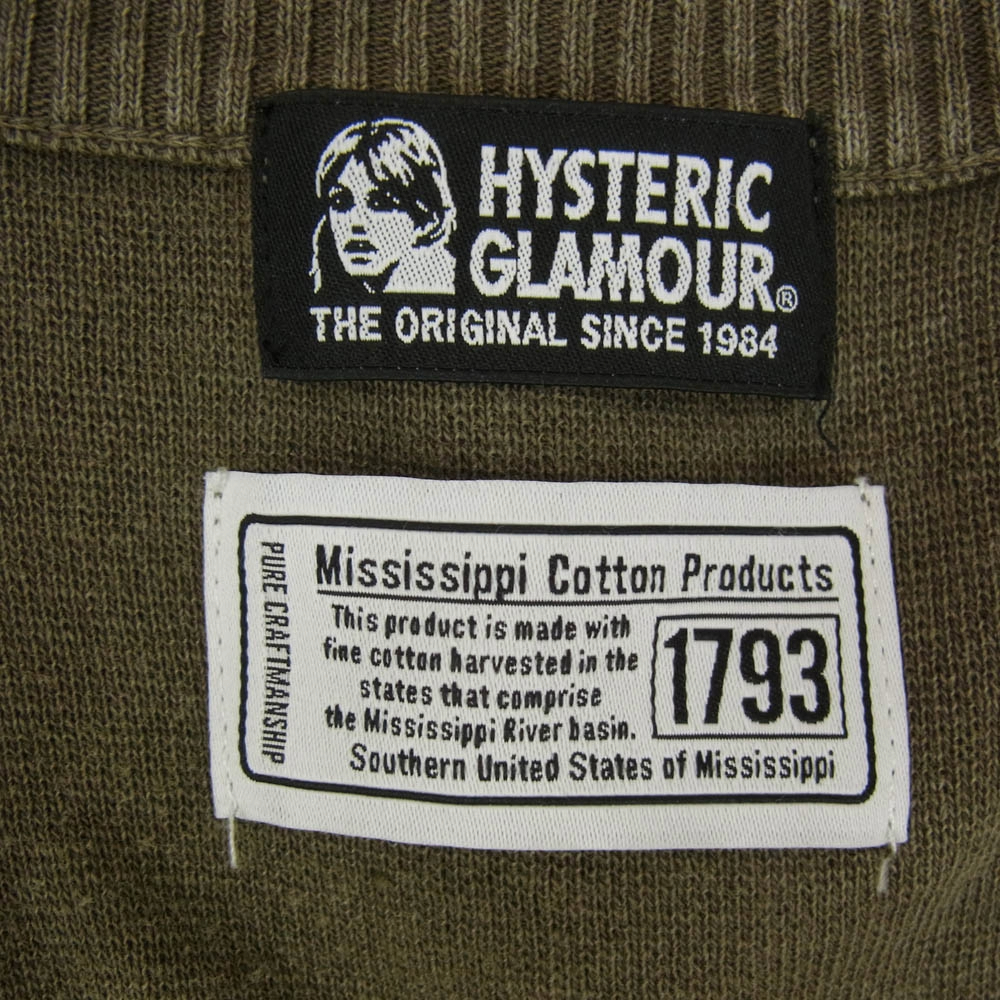 HYSTERIC
GLAMOUR®
THE ORIGINAL SINCE 1984
PURE CRAFTMANSHIP
Mississippi Cotton Products
This product is made with
fine cotton harvested in the
states that comprise
the Mississippi River basin.
1793
Southern United States of Mississippi